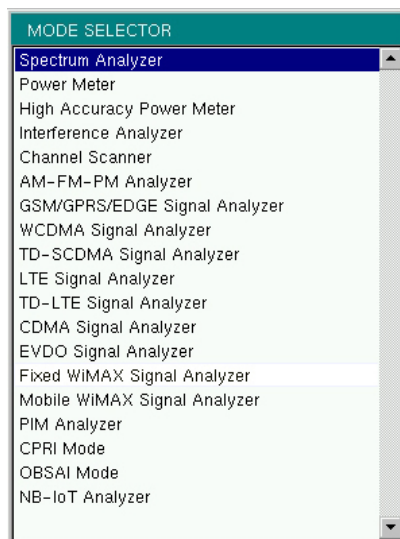 MODE SELECTOR
Spectrum Analyzer
Power Meter
High Accuracy Power Meter
Interference Analyzer
Channel Scanner
AM-FM-PM Analyzer
GSM/GPRS/EDGE Signal Analyzer
WCDMA Signal Analyzer
TD-SCDMA Signal Analyzer
LTE Signal Analyzer
TD-LTE Signal Analyzer
CDMA Signal Analyzer
EVDO Signal Analyzer
Fixed WiMAX Signal Analyzer
Mobile WiMAX Signal Analyzer
PIM Analyzer
CPRI Mode
OBSAI Mode
NB-IoT Analyzer